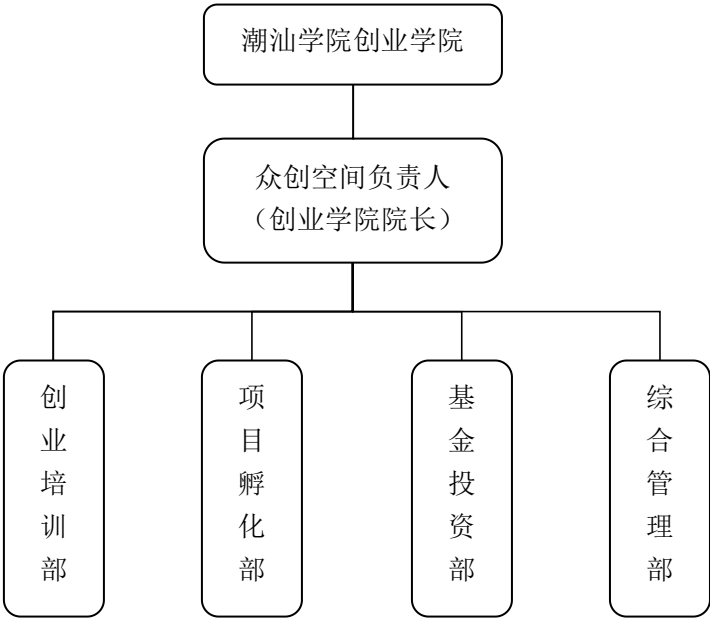 潮汕学院创业学院
众创空间负责人
（创业学院院长）
创业培训部
项目孵化部
基金投资部
综合管理部